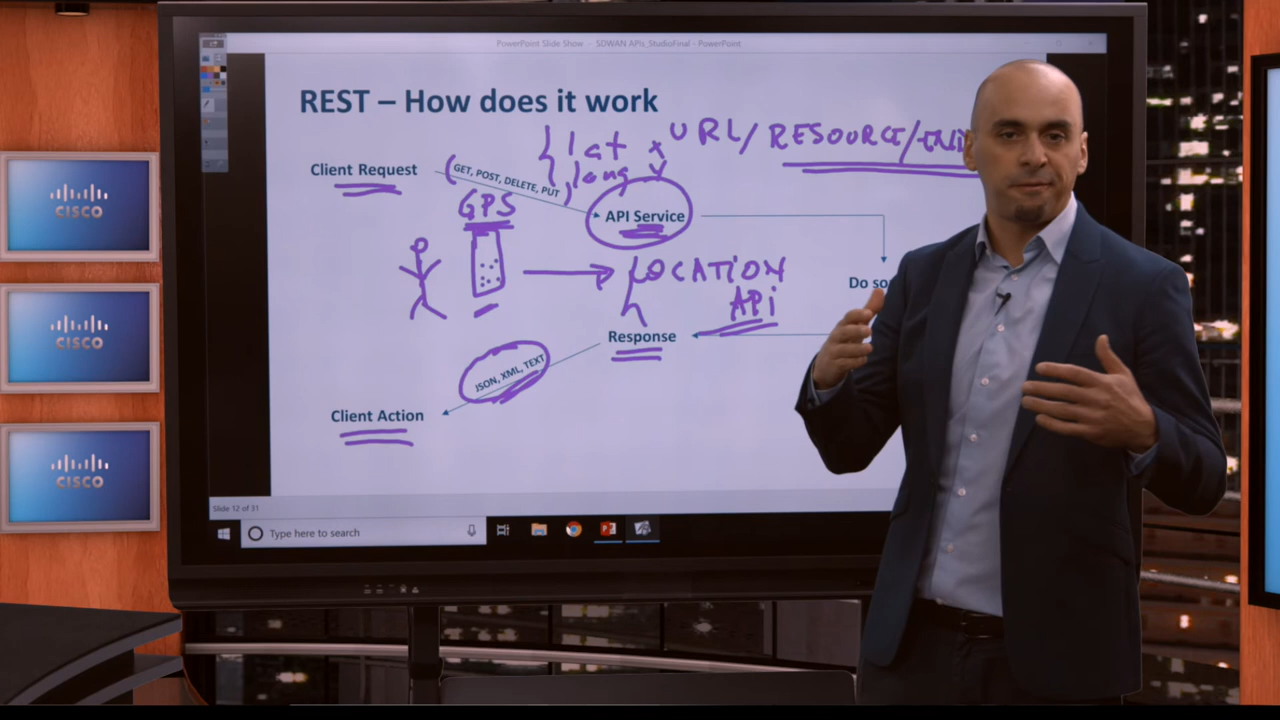 PowerPoint Slide Show - SDWAN APIs_StudioFinal - PowerPoint
REST – How does it work
URL/RESOURCE/
lat
long
Client Request
GET, POST, DELETE, PUT
GPS
API Service
LOCATION
API
Do
Response
JSON, XML, TEXT
Client Action
Slide 12 of 31
Type here to search
CISCO
CISCO
CISCO